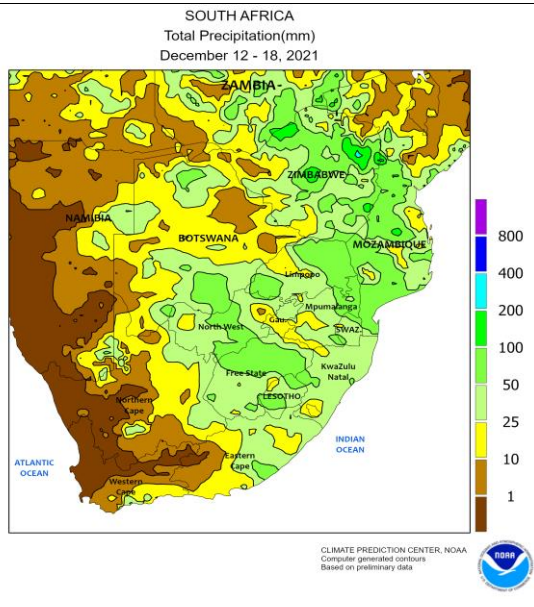 SOUTH AFRICA
Total Precipitation(mm)
December 12 - 18, 2021
ZAMBIA
ZIMBABWE
NAMIBIA
BOTSWANA
MOZAMBIQUE
Limpopo
Mpumalanga
North West
Gau.
SWAZ.
Free State
KwaZulu
Natal
LESOTHO
Northern
Cape
Eastern
Cape
Western
Cape
ATLANTIC
OCEAN
INDIAN
OCEAN
800
400
200
100
50
25
10
1
CLIMATE PREDICTION CENTER, NOAA
Computer generated contours
Based on preliminary data
NOAA